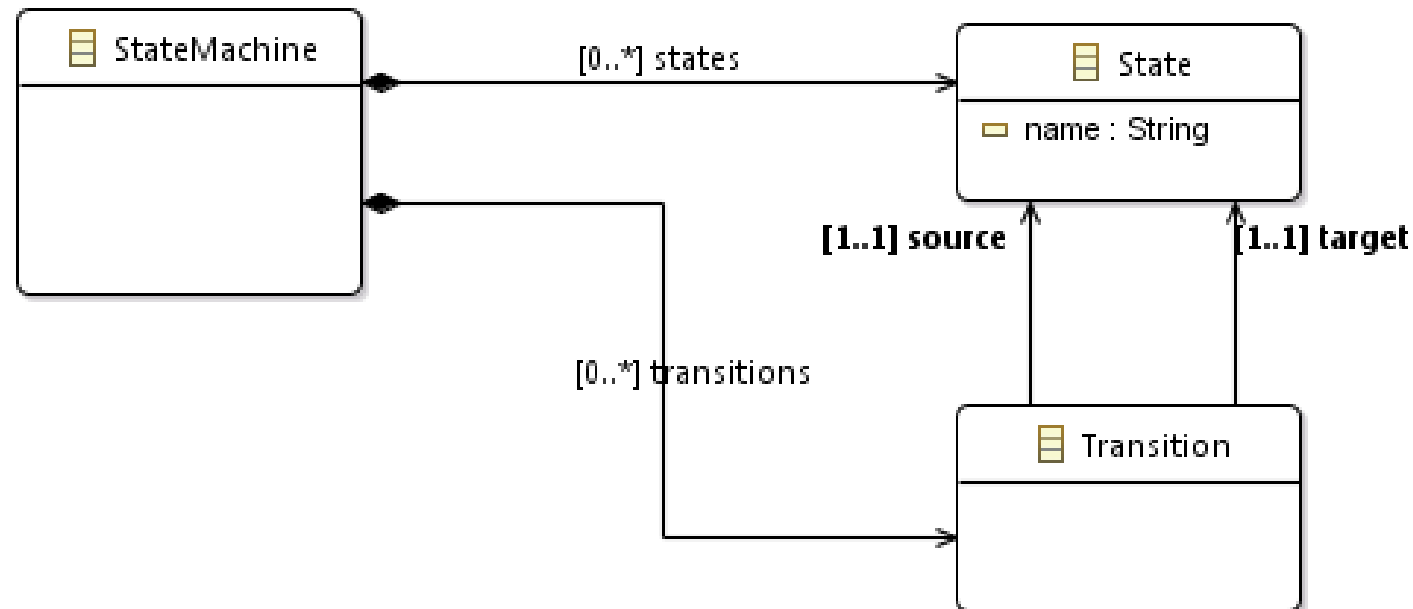 StateMachine
[0..*] states
State
name : String
[1..1] source
[1..1] target
[0..*] transitions
Transition